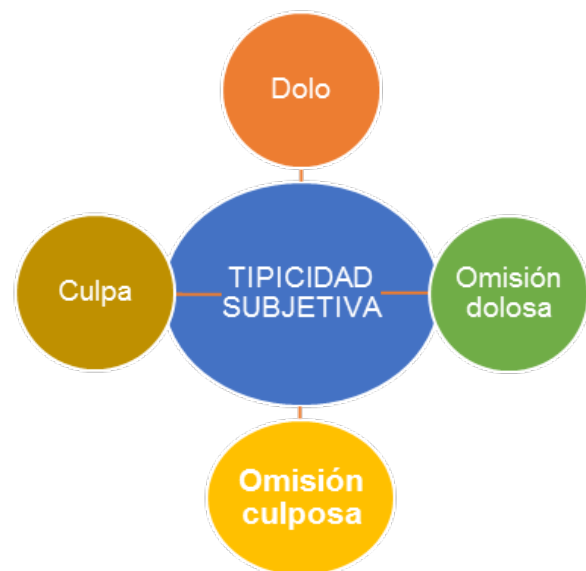 Dolo
Culpa
TIPICIDAD
SUBJETIVA
Omisión
dolosa
Omisión
culposa